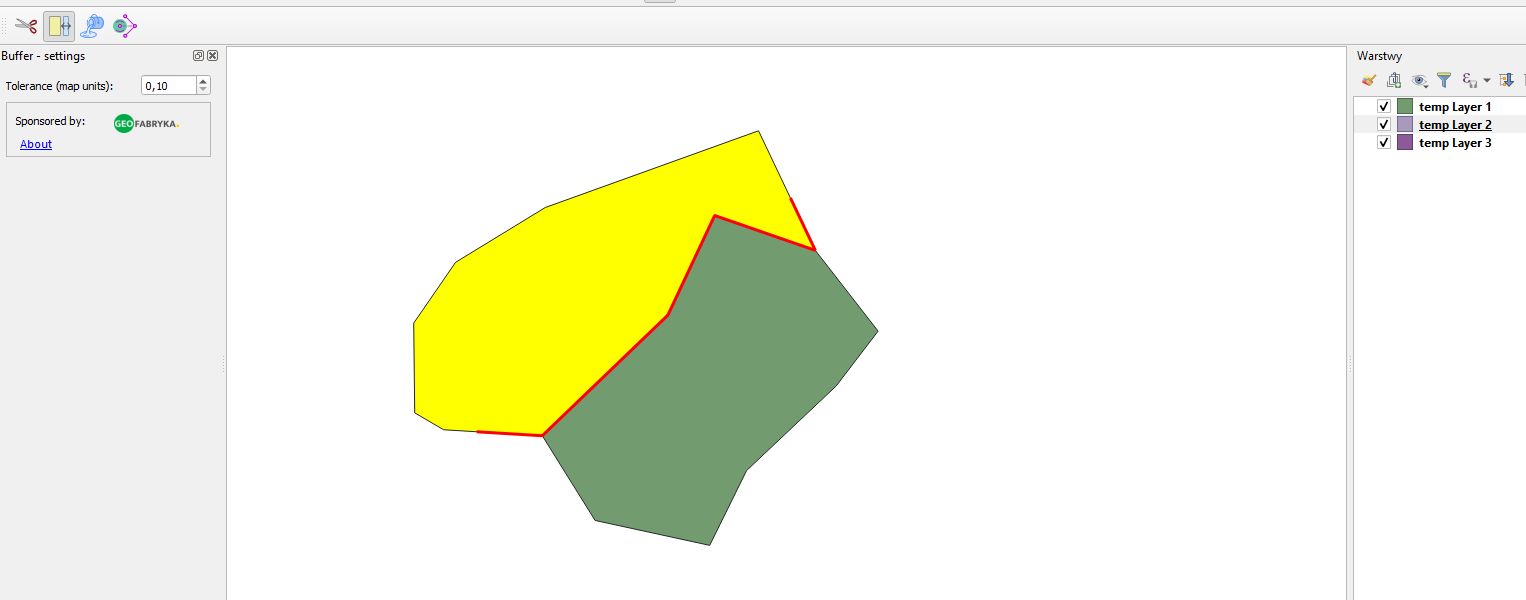 Buffer - settings
Tolerance (map units):
0,10
Sponsored by:
GEOFABRYKA.
About
Warstwy
temp Layer 1
temp Layer 2
temp Layer 3